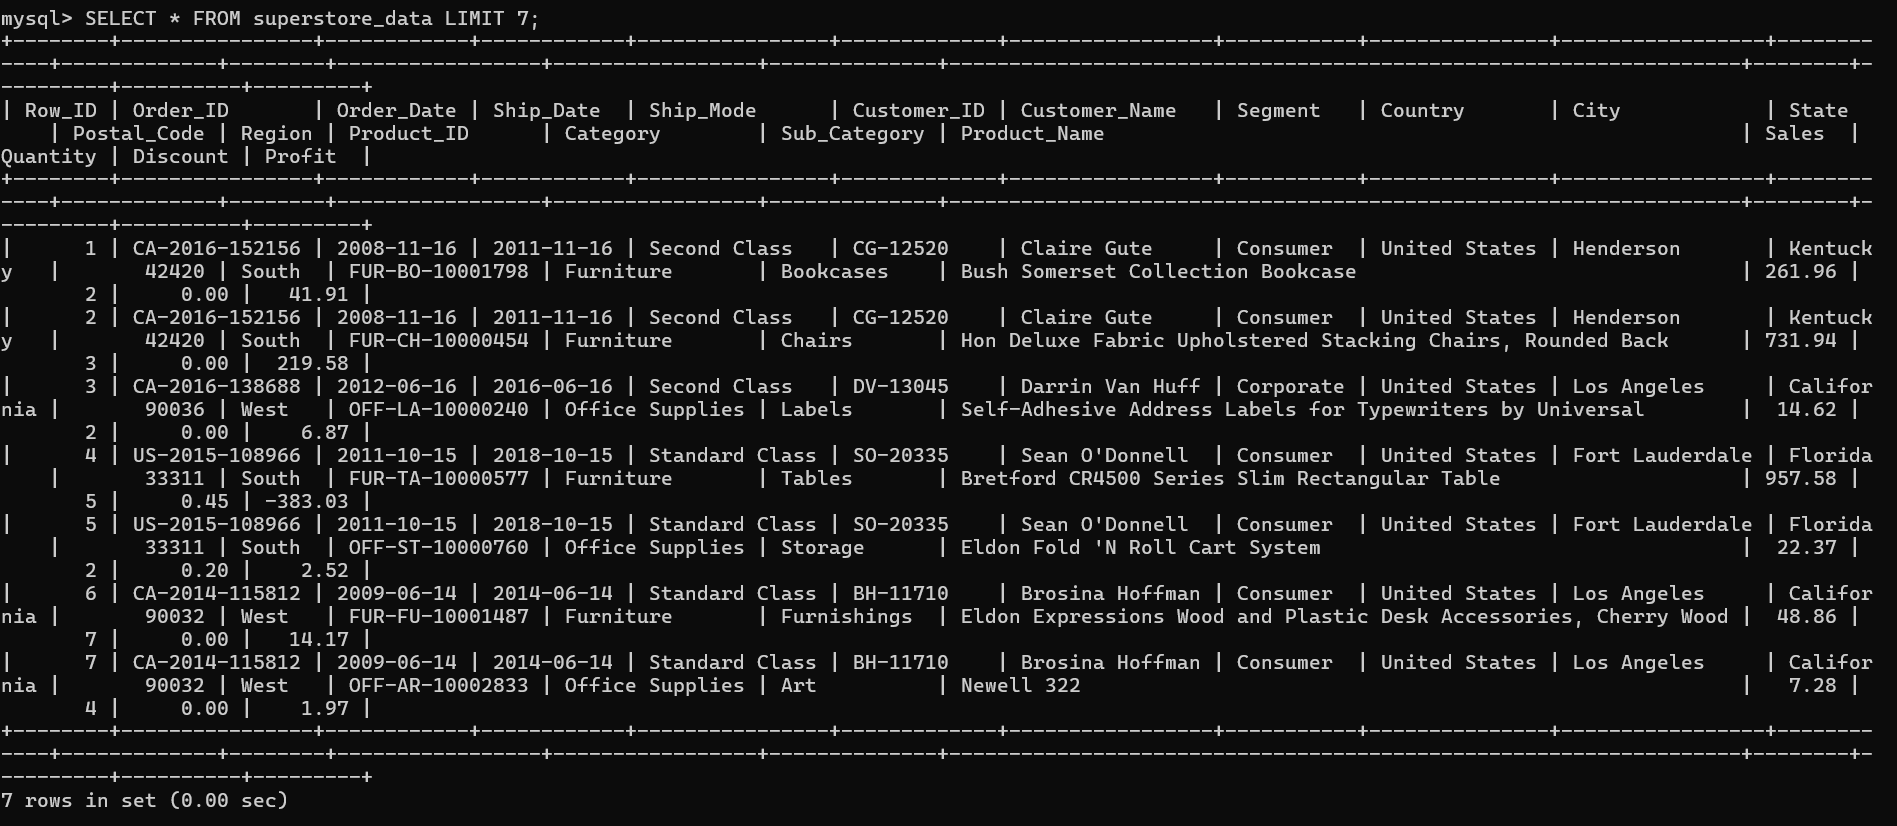 mysql> SELECT * FROM superstore_data LIMIT 7;
+--------+----------------+------------+------------+----------------+-------------+-----------------+-----------+---------------+-----------------+--------
----+-------------+--------+-----------------+-----------------+--------------+------------------------------------------------------------------+--------+-
---------+----------+---------+
| Row_ID | Order_ID       | Order_Date | Ship_Date  | Ship_Mode      | Customer_ID | Customer_Name   | Segment   | Country       | City            | State
    | Postal_Code | Region | Product_ID      | Category        | Sub_Category | Product_Name                                                     | Sales  |
Quantity | Discount | Profit  |
+--------+----------------+------------+------------+----------------+-------------+-----------------+-----------+---------------+-----------------+--------
----+-------------+--------+-----------------+-----------------+--------------+------------------------------------------------------------------+--------+-
---------+----------+---------+
|      1 | CA-2016-152156 | 2008-11-16 | 2011-11-16 | Second Class   | CG-12520    | Claire Gute     | Consumer  | United States | Henderson       | Kentuck
y   |       42420 | South  | FUR-BO-10001798 | Furniture       | Bookcases    | Bush Somerset Collection Bookcase                                | 261.96 |
       2 |     0.00 |   41.91 |
|      2 | CA-2016-152156 | 2008-11-16 | 2011-11-16 | Second Class   | CG-12520    | Claire Gute     | Consumer  | United States | Henderson       | Kentuck
y   |       42420 | South  | FUR-CH-10000454 | Furniture       | Chairs       | Hon Deluxe Fabric Upholstered Stacking Chairs, Rounded Back      | 731.94 |
       3 |     0.00 |  219.58 |
|      3 | CA-2016-138688 | 2012-06-16 | 2016-06-16 | Second Class   | DV-13045    | Darrin Van Huff | Corporate | United States | Los Angeles     | Califor
nia |       90036 | West   | OFF-LA-10000240 | Office Supplies | Labels       | Self-Adhesive Address Labels for Typewriters by Universal        |  14.62 |
       2 |     0.00 |    6.87 |
|      4 | US-2015-108966 | 2011-10-15 | 2018-10-15 | Standard Class | SO-20335    | Sean O'Donnell  | Consumer  | United States | Fort Lauderdale | Florida
    |       33311 | South  | FUR-TA-10000577 | Furniture       | Tables       | Bretford CR4500 Series Slim Rectangular Table                    | 957.58 |
       5 |     0.45 | -383.03 |
|      5 | US-2015-108966 | 2011-10-15 | 2018-10-15 | Standard Class | SO-20335    | Sean O'Donnell  | Consumer  | United States | Fort Lauderdale | Florida
    |       33311 | South  | OFF-ST-10000760 | Office Supplies | Storage      | Eldon Fold 'N Roll Cart System                                   |  22.37 |
       2 |     0.20 |    2.52 |
|      6 | CA-2014-115812 | 2009-06-14 | 2014-06-14 | Standard Class | BH-11710    | Brosina Hoffman | Consumer  | United States | Los Angeles     | Califor
nia |       90032 | West   | FUR-FU-10001487 | Furniture       | Furnishings  | Eldon Expressions Wood and Plastic Desk Accessories, Cherry Wood |  48.86 |
       7 |     0.00 |   14.17 |
|      7 | CA-2014-115812 | 2009-06-14 | 2014-06-14 | Standard Class | BH-11710    | Brosina Hoffman | Consumer  | United States | Los Angeles     | Califor
nia |       90032 | West   | OFF-AR-10002833 | Office Supplies | Art          | Newell 322                                                       |   7.28 |
       4 |     0.00 |    1.97 |
+--------+----------------+------------+------------+----------------+-------------+-----------------+-----------+---------------+-----------------+--------
----+-------------+--------+-----------------+-----------------+--------------+------------------------------------------------------------------+--------+-
---------+----------+---------+
7 rows in set (0.00 sec)